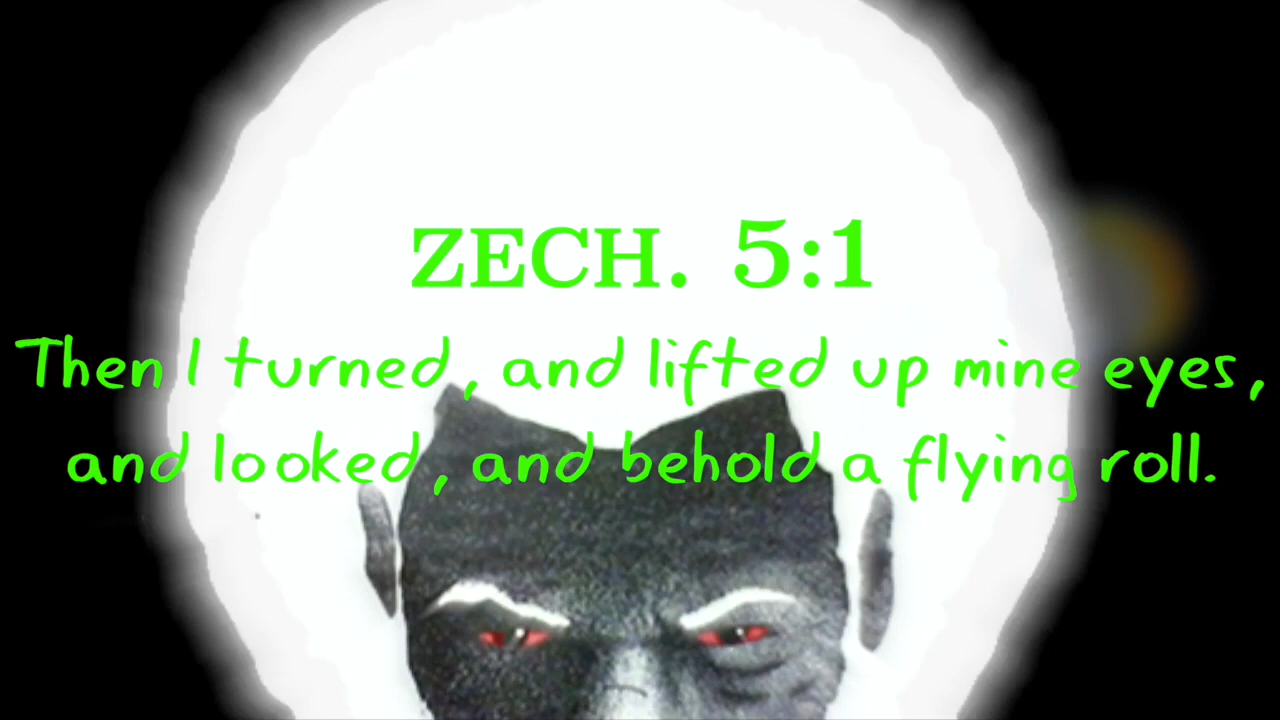 ZECH. 5:1
Then I turned, and lifted up mine eyes,
and looked, and behold a flying roll.